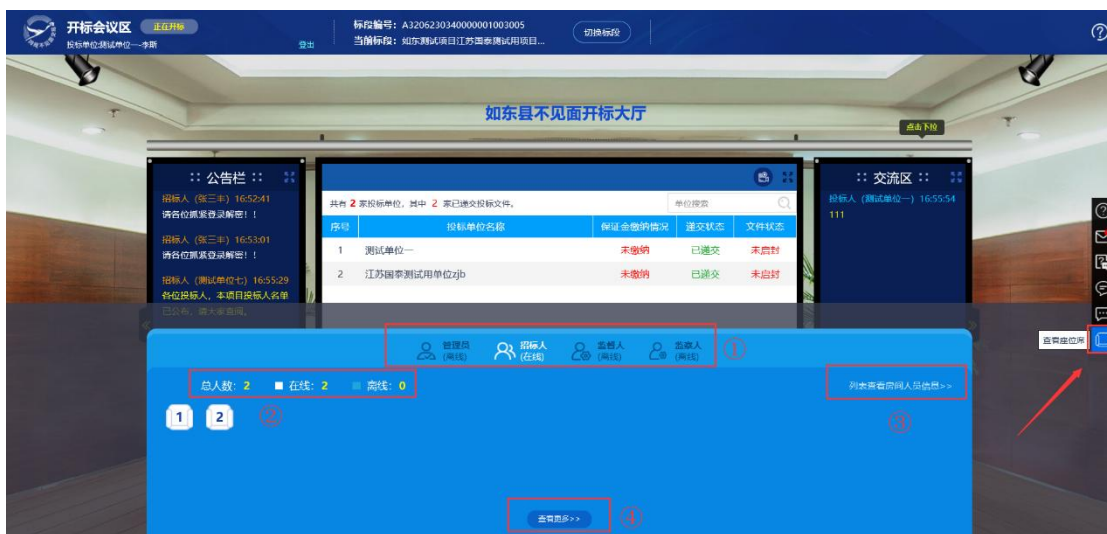 开标会议区 正在开标
投标单位:测试单位一--李斯
登出
标段编号：A3206230340000001003005
当前标段：如东测试项目江苏国泰测试用项目...
切换标段
如东县不见面开标大厅
点击下拉
:: 公告栏 ::
招标人（张三丰）16:52:41
请各位抓紧登录解密！！
招标人（张三丰）16:53:01
请各位抓紧登录解密！！
招标人（测试单位七）16:55:29
各位投标人，本项目投标人名单
已公布，请大家查阅。
共有 2 家投标单位，其中 2 家已递交投标文件。
单位搜索
序号 投标单位名称 保证金缴纳情况 递交状态 文件状态
1 测试单位一 未缴纳 已递交 未启封
2 江苏国泰测试用单位zjb 未缴纳 已递交 未启封
:: 交流区 ::
投标人（测试单位一）16:55:54
111
查看座位席
管理员
(离线)
招标人
(在线)
监督人
(离线)
监察人
(离线)
①
总人数：2 在线：2 离线：0
②
列表查看房间人员信息>>
③
1 2
查看更多>>
④